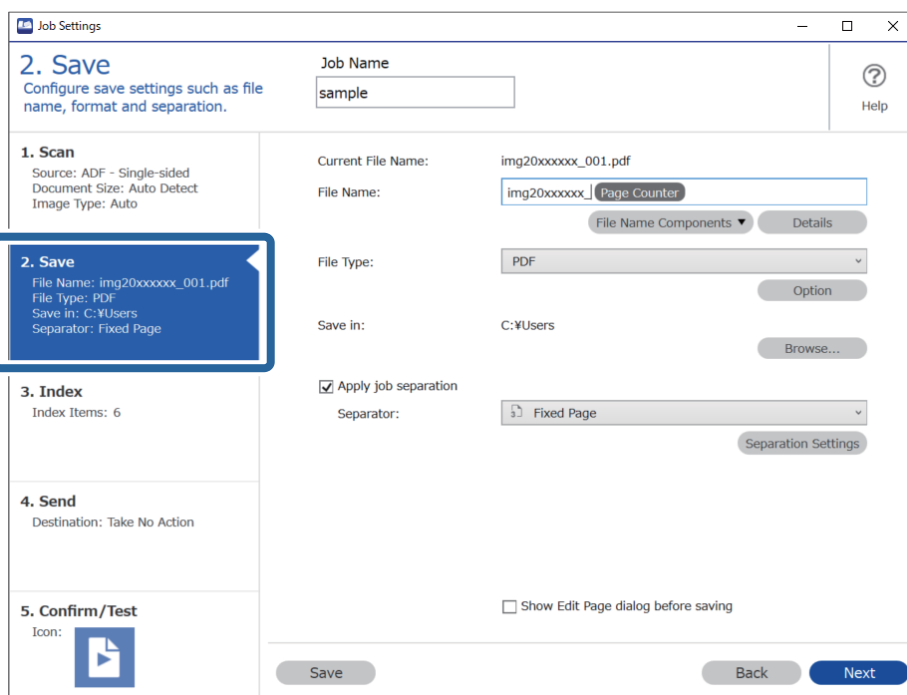 Job Settings
2. Save
Configure save settings such as file
name, format and separation.
Job Name
sample
Help
1. Scan
Source: ADF - Single-sided
Document Size: Auto Detect
Image Type: Auto
2. Save
File Name: img20xxxxxx_001.pdf
File Type: PDF
Save in: C:¥Users
Separator: Fixed Page
3. Index
Index Items: 6
4. Send
Destination: Take No Action
5. Confirm/Test
Icon:
Current File Name: img20xxxxxx_001.pdf
File Name: img20xxxxxx_ Page Counter
File Name Components Details
File Type: PDF
Option
Save in: C:¥Users
Browse...
Apply job separation
Separator: Fixed Page
Separation Settings
Show Edit Page dialog before saving
Save Back Next